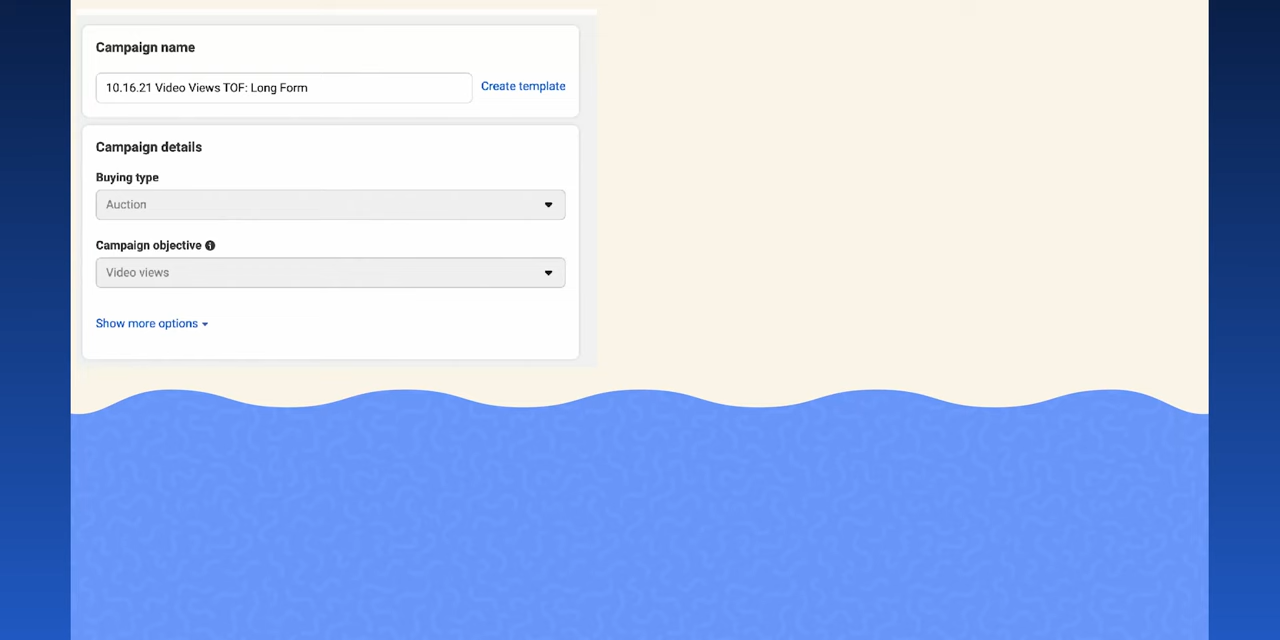 Campaign name
10.16.21 Video Views TOF: Long Form
Create template
Campaign details
Buying type
Auction
Campaign objective
Video views
Show more options